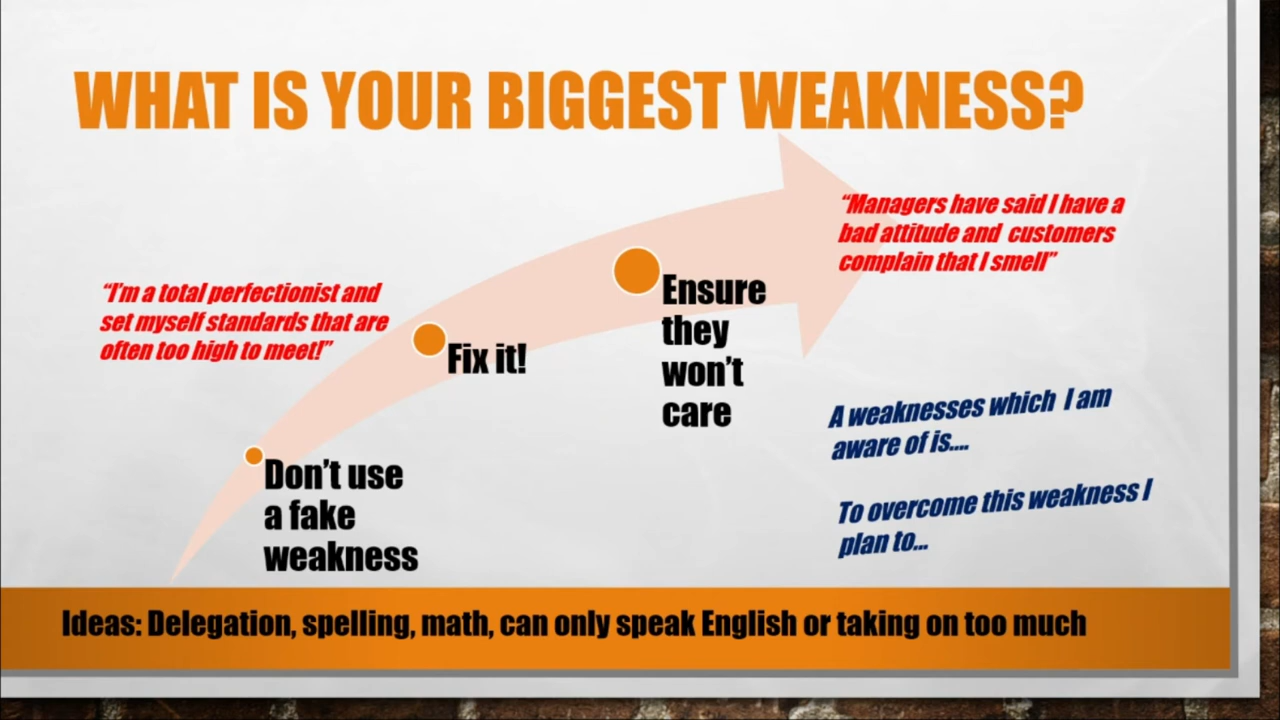 WHAT IS YOUR BIGGEST WEAKNESS?
“Managers have said I have a
bad attitude and customers
complain that I smell”
“I’m a total perfectionist and
set myself standards that are
often too high to meet!”
Ensure
they
won’t
care
Fix it!
Don’t use
a fake
weakness
A weaknesses which I am
aware of is....
To overcome this weakness I
plan to...
Ideas: Delegation, spelling, math, can only speak English or taking on too much